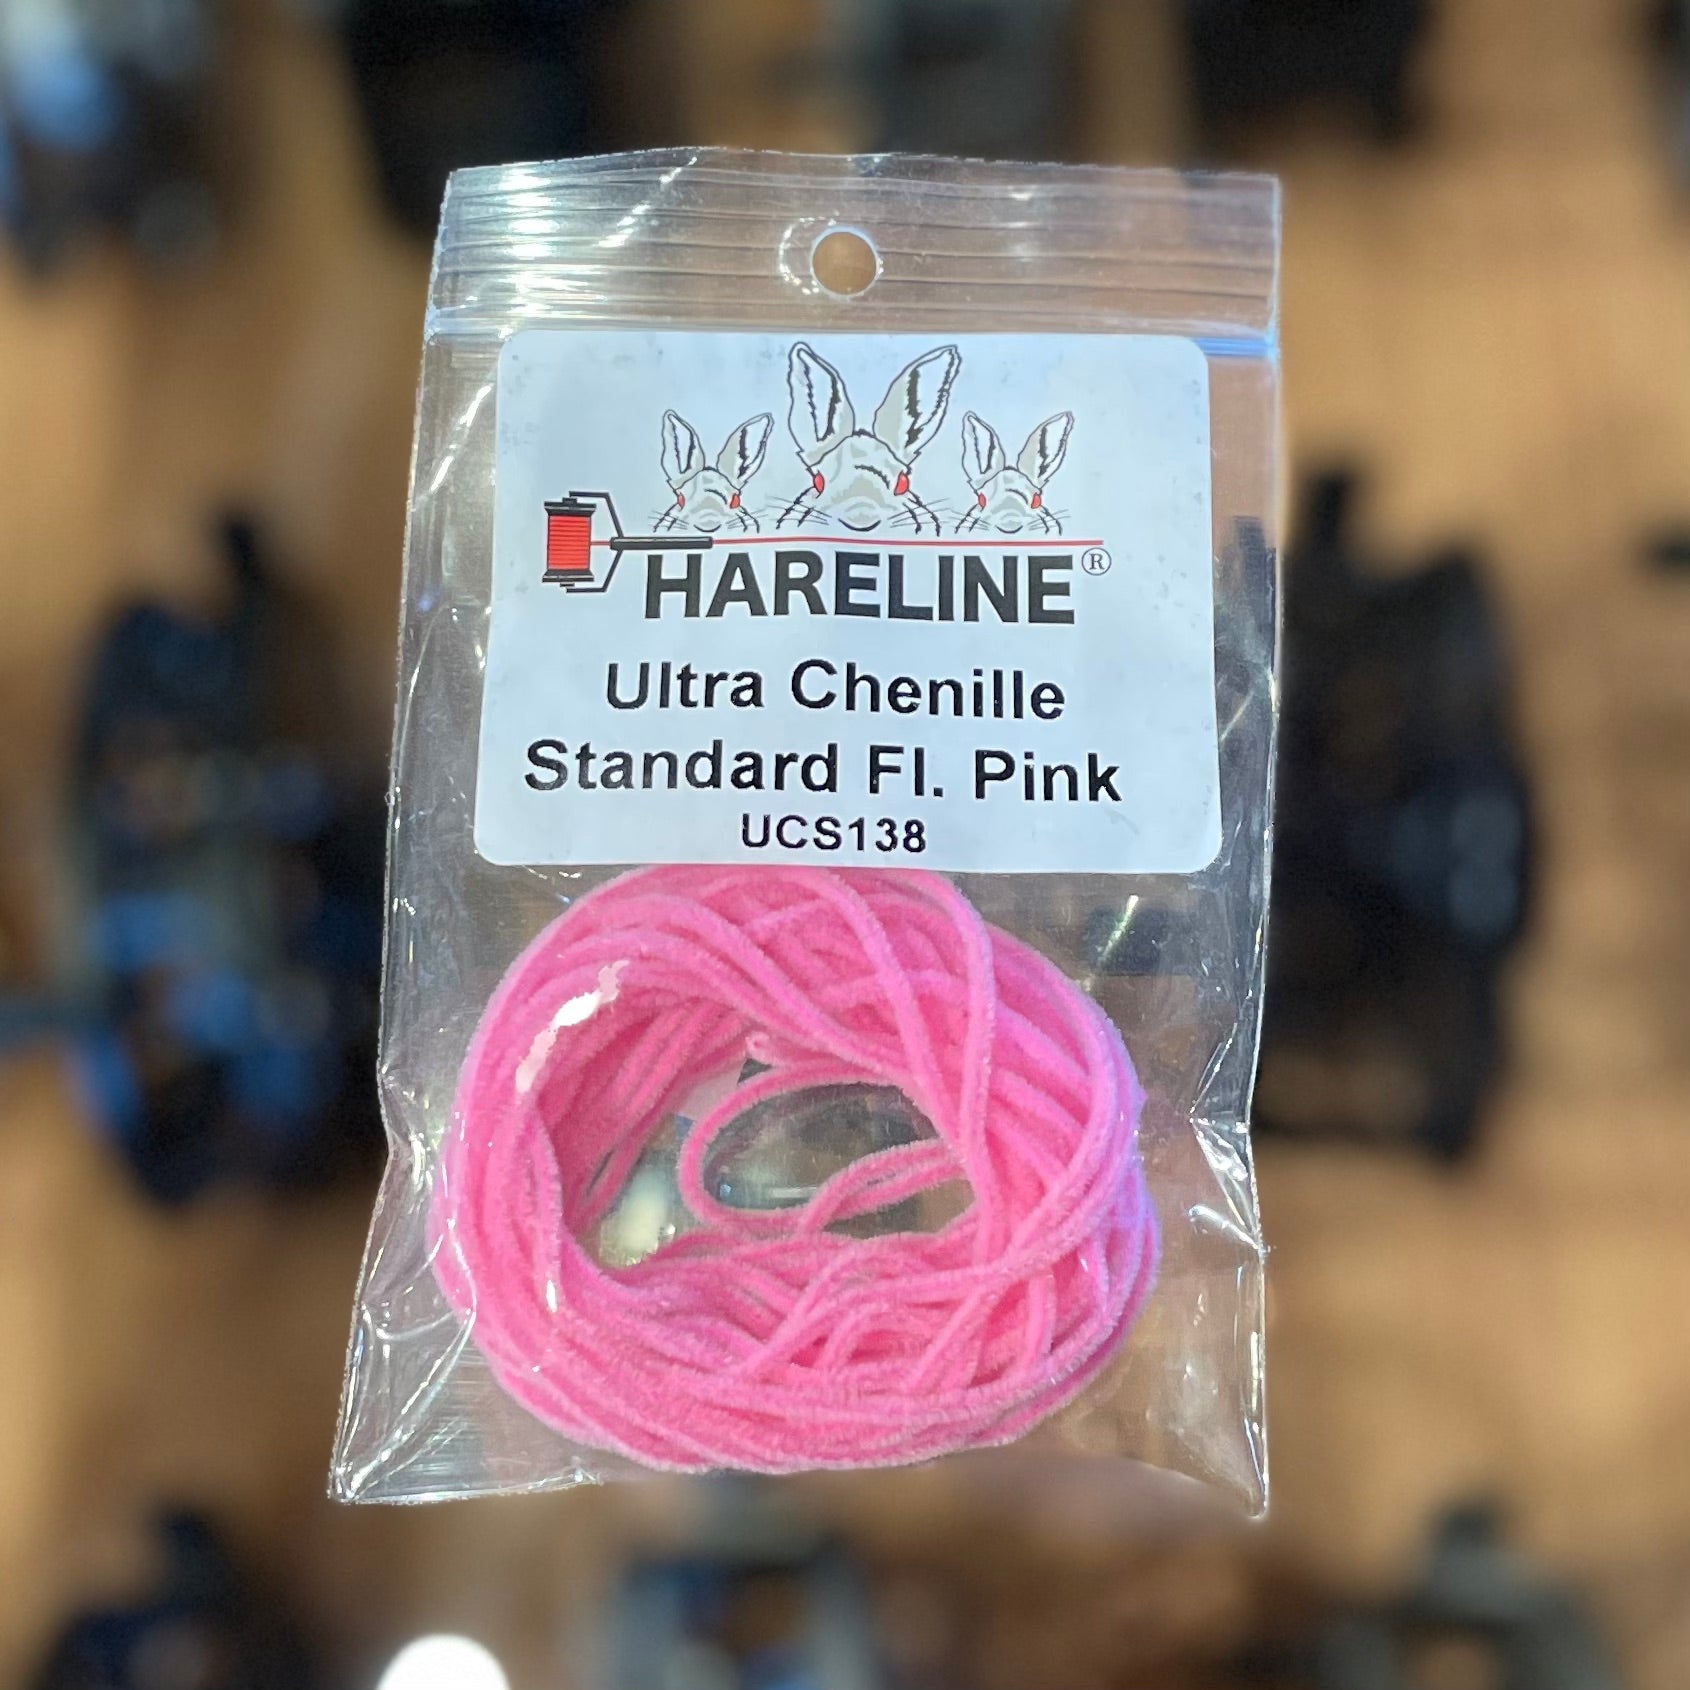 HARELINE®
Ultra Chenille
Standard Fl. Pink
UCS138